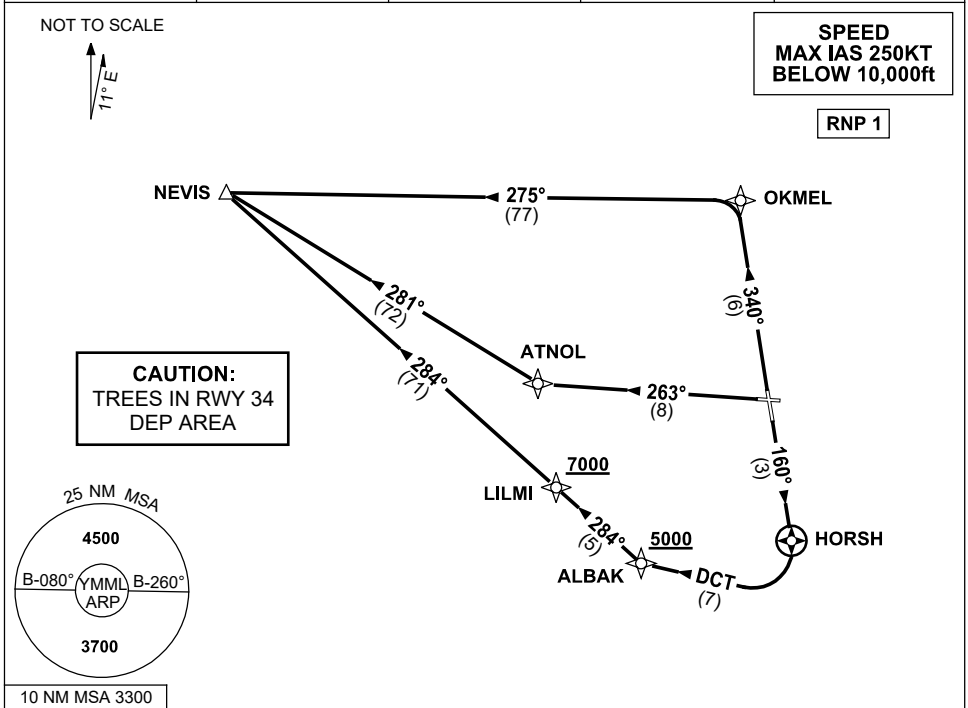 NOT TO SCALE
11° E
SPEED
MAX IAS 250KT
BELOW 10,000ft
RNP 1
NEVIS
275°
(77)
OKMEL
340°
(6)
281°
(72)
ATNOL
263°
(8)
284°
(71)
CAUTION:
TREES IN RWY 34
DEP AREA
160°
(3)
7000
LILMI
284°
(5)
5000
ALBAK
DCT
(7)
HORSH
25 NM MSA
4500
B-080°
YMML
ARP
B-260°
3700
10 NM MSA 3300